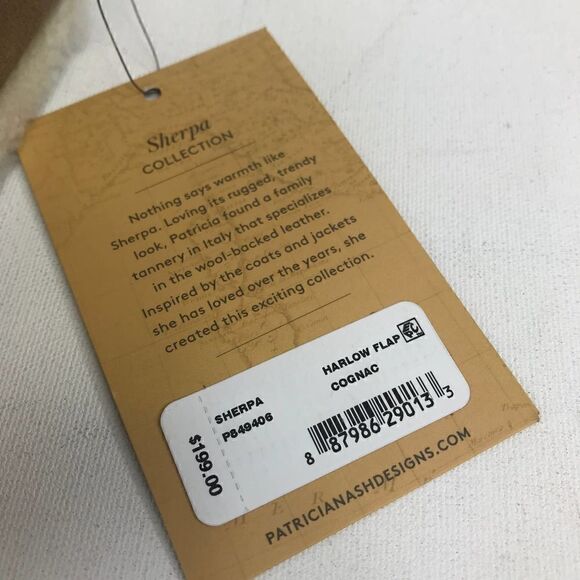 Sherpa
COLLECTION
Nothing says warmth like
Sherpa. Loving its rugged, trendy
look, Patricia found a family
tannery in Italy that specializes
in the wool-backed leather.
Inspired by the coats and jackets
she has loved over the years, she
created this exciting collection.
HARLOW FLAP
COGNAC
SHERPA
P849406
8 87986 29013 3
$199.00
PATRICIANASHDESIGNS.COM